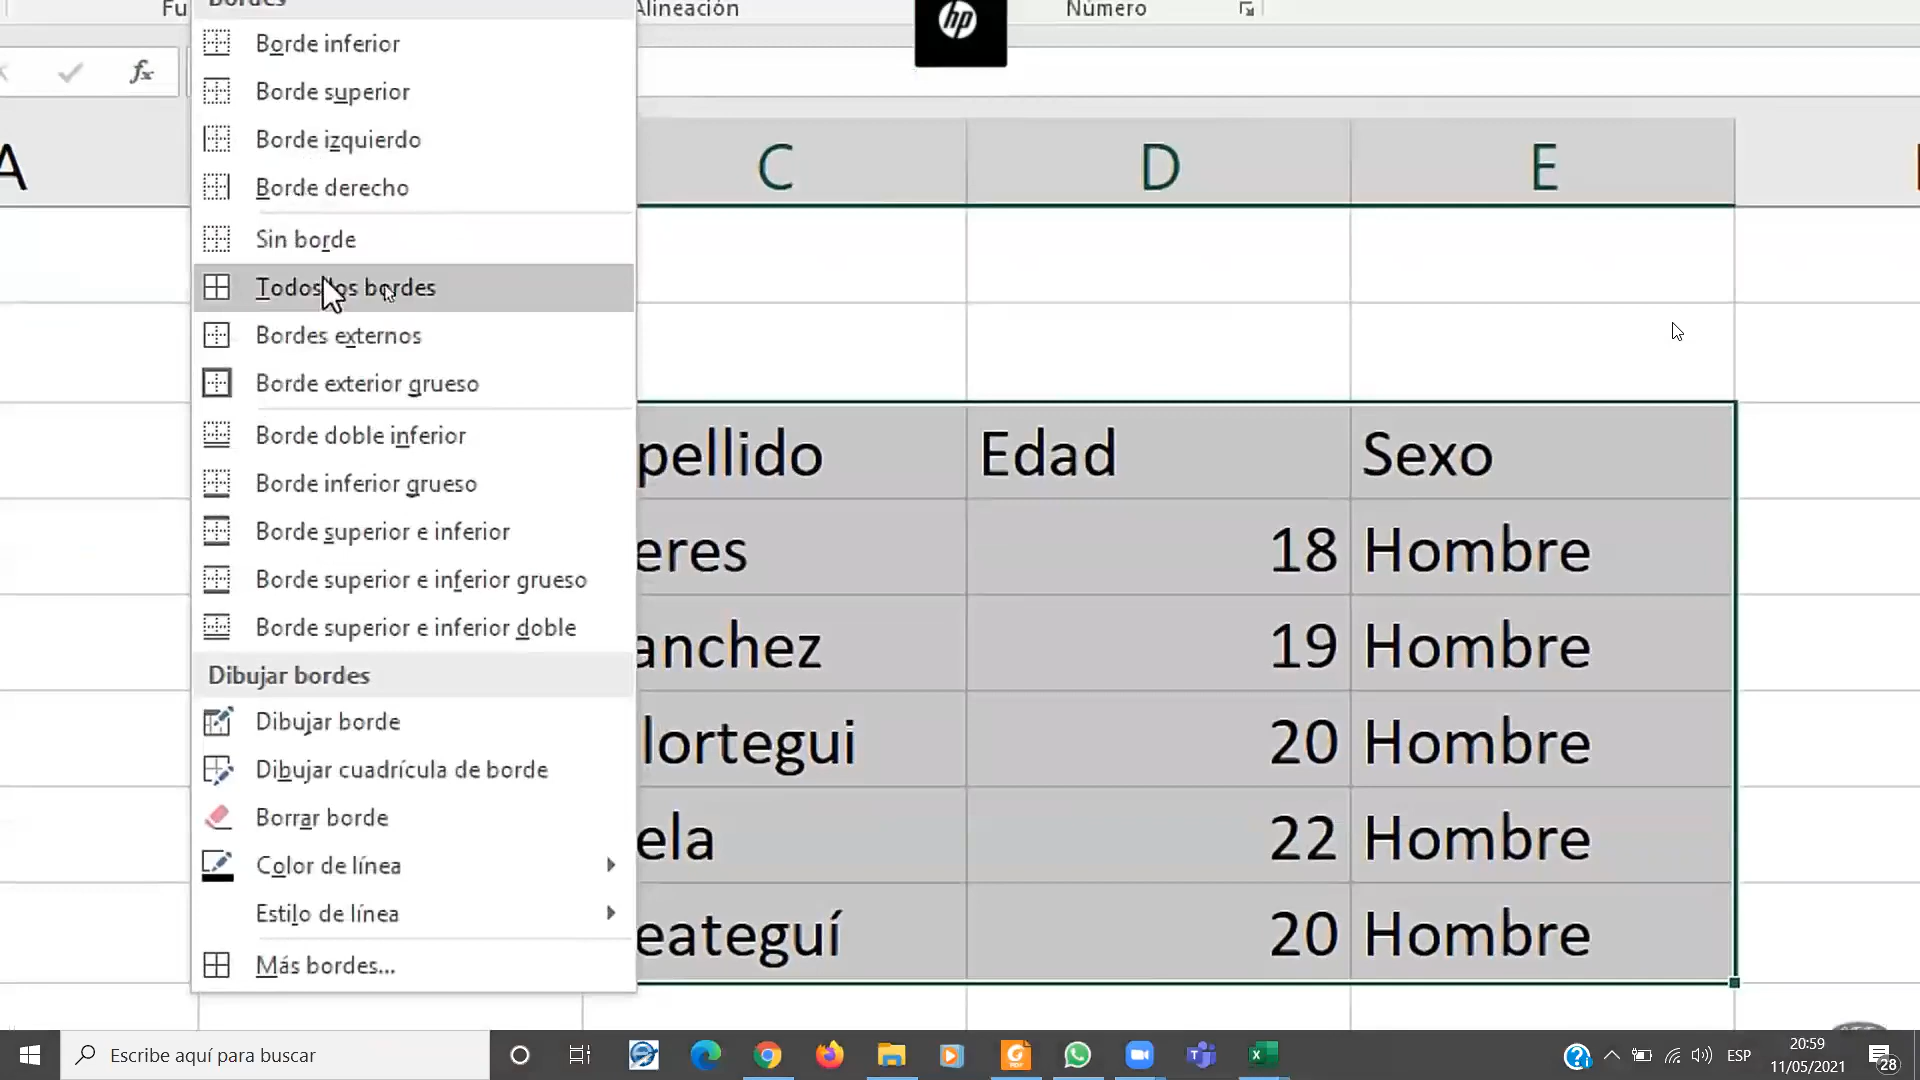 Fu
Alineación
Número
hp
Bordes
Borde inferior
Borde superior
Borde izquierdo
Borde derecho
Sin borde
Todos los bordes
Bordes externos
Borde exterior grueso
Borde doble inferior
Borde inferior grueso
Borde superior e inferior
Borde superior e inferior grueso
Borde superior e inferior doble
Dibujar bordes
Dibujar borde
Dibujar cuadrícula de borde
Borrar borde
Color de línea
Estilo de línea
Más bordes...
fx
A C D E
pellido Edad Sexo
eres 18 Hombre
anchez 19 Hombre
lortegui 20 Hombre
ela 22 Hombre
eateguí 20 Hombre
Escribe aquí para buscar
ESP
20:59
11/05/2021
28